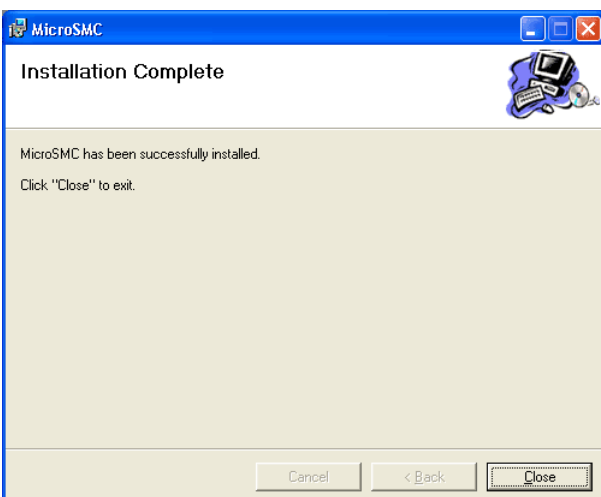 MicroSMC
Installation Complete
MicroSMC has been successfully installed.
Click "Close" to exit.
Cancel
< Back
Close